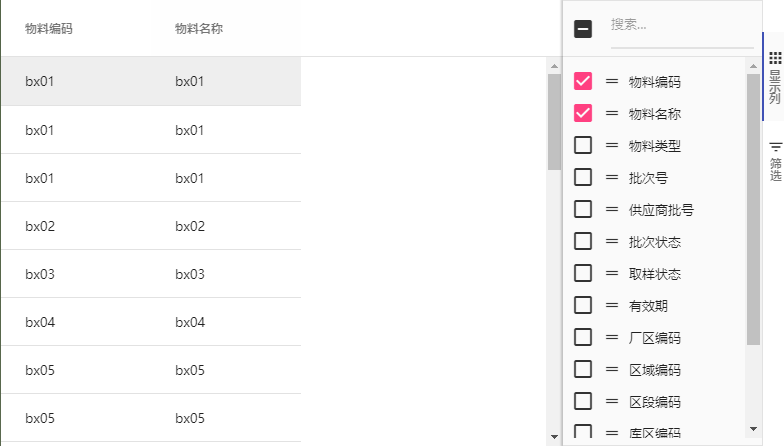 物料编码 物料名称
bx01 bx01
bx01 bx01
bx01 bx01
bx02 bx02
bx03 bx03
bx04 bx04
bx05 bx05
bx05 bx05
搜索...
物料编码
物料名称
物料类型
批次号
供应商批号
批次状态
取样状态
有效期
厂区编码
区域编码
区段编码
库区编码
显示列
筛选